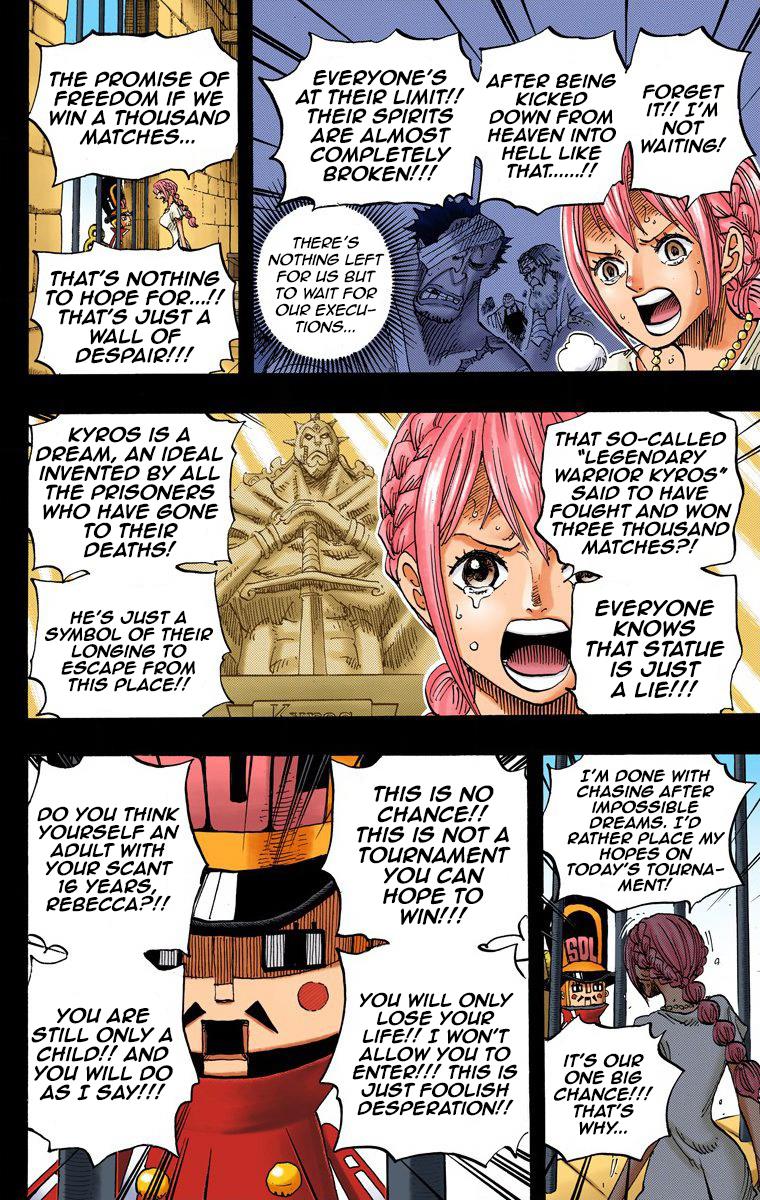 FORGET
IT!! I'M
NOT
WAITING!
AFTER BEING
KICKED
DOWN FROM
HEAVEN INTO
HELL LIKE
THAT......!!
EVERYONE'S
AT THEIR LIMIT!!
THEIR SPIRITS
ARE ALMOST
COMPLETELY
BROKEN!!!
THERE'S
NOTHING LEFT
FOR US BUT
TO WAIT FOR
OUR EXECU-
TIONS...
THE PROMISE OF
FREEDOM IF WE
WIN A THOUSAND
MATCHES...
THAT'S NOTHING
TO HOPE FOR...!!
THAT'S JUST A
WALL OF
DESPAIR!!!
THAT SO-CALLED
"LEGENDARY
WARRIOR KYROS"
SAID TO HAVE
FOUGHT AND WON
THREE THOUSAND
MATCHES?!
EVERYONE
KNOWS
THAT STATUE
IS JUST
A LIE!!!
Kyros
KYROS IS A
DREAM, AN IDEAL
INVENTED BY ALL
THE PRISONERS
WHO HAVE GONE
TO THEIR
DEATHS!
HE'S JUST A
SYMBOL OF THEIR
LONGING TO
ESCAPE FROM
THIS PLACE!!
I'M DONE WITH
CHASING AFTER
IMPOSSIBLE
DREAMS. I'D
RATHER PLACE MY
HOPES ON
TODAY'S TOURNA-
MENT!
SOL
IT'S OUR
ONE BIG
CHANCE!!!
THAT'S
WHY...
THIS IS NO
CHANCE!!
THIS IS NOT A
TOURNAMENT
YOU CAN
HOPE TO
WIN!!!
YOU WILL ONLY
LOSE YOUR
LIFE!! I WON'T
ALLOW YOU TO
ENTER!!! THIS IS
JUST FOOLISH
DESPERATION!!
DO YOU THINK
YOURSELF AN
ADULT WITH
YOUR SCANT
16 YEARS,
REBECCA?!!
YOU ARE
STILL ONLY A
CHILD!! AND
YOU WILL DO
AS I SAY!!!